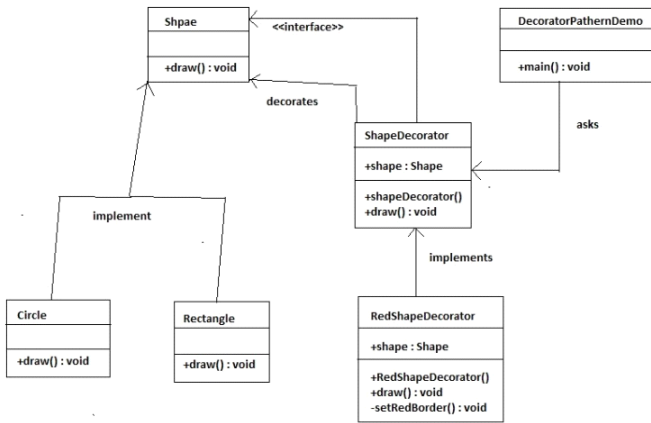 Shpae
+draw() : void
<<interface>>
decorates
DecoratorPathernDemo
+main() : void
asks
ShapeDecorator
+shape : Shape
+shapeDecorator()
+draw() : void
implement
implements
Circle
+draw() : void
Rectangle
+draw() : void
RedShapeDecorator
+shape : Shape
+RedShapeDecorator()
+draw() : void
-setRedBorder() : void